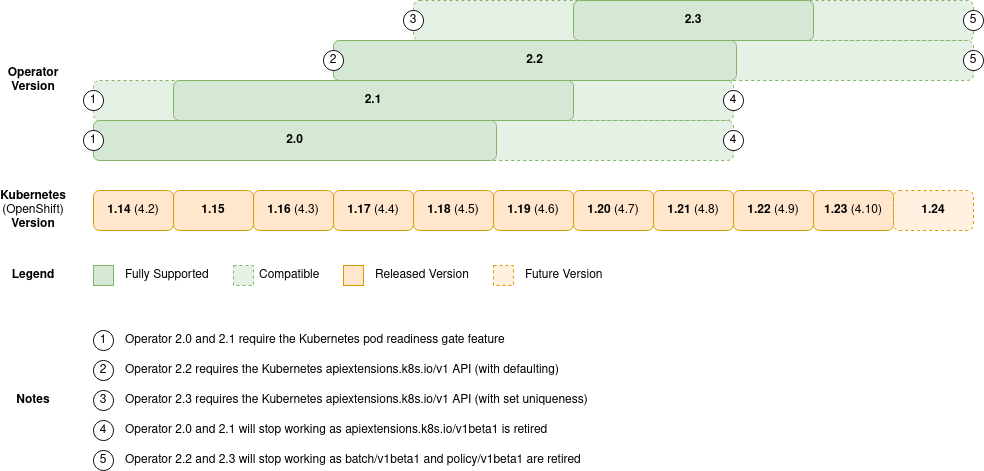 3
2.3
5
2
2.2
5
Operator
Version
1
2.1
4
1
2.0
4
Kubernetes
(OpenShift)
Version
1.14 (4.2)
1.15
1.16 (4.3)
1.17 (4.4)
1.18 (4.5)
1.19 (4.6)
1.20 (4.7)
1.21 (4.8)
1.22 (4.9)
1.23 (4.10)
1.24
Legend
Fully Supported
Compatible
Released Version
Future Version
Notes
1 Operator 2.0 and 2.1 require the Kubernetes pod readiness gate feature
2 Operator 2.2 requires the Kubernetes apiextensions.k8s.io/v1 API (with defaulting)
3 Operator 2.3 requires the Kubernetes apiextensions.k8s.io/v1 API (with set uniqueness)
4 Operator 2.0 and 2.1 will stop working as apiextensions.k8s.io/v1beta1 is retired
5 Operator 2.2 and 2.3 will stop working as batch/v1beta1 and policy/v1beta1 are retired